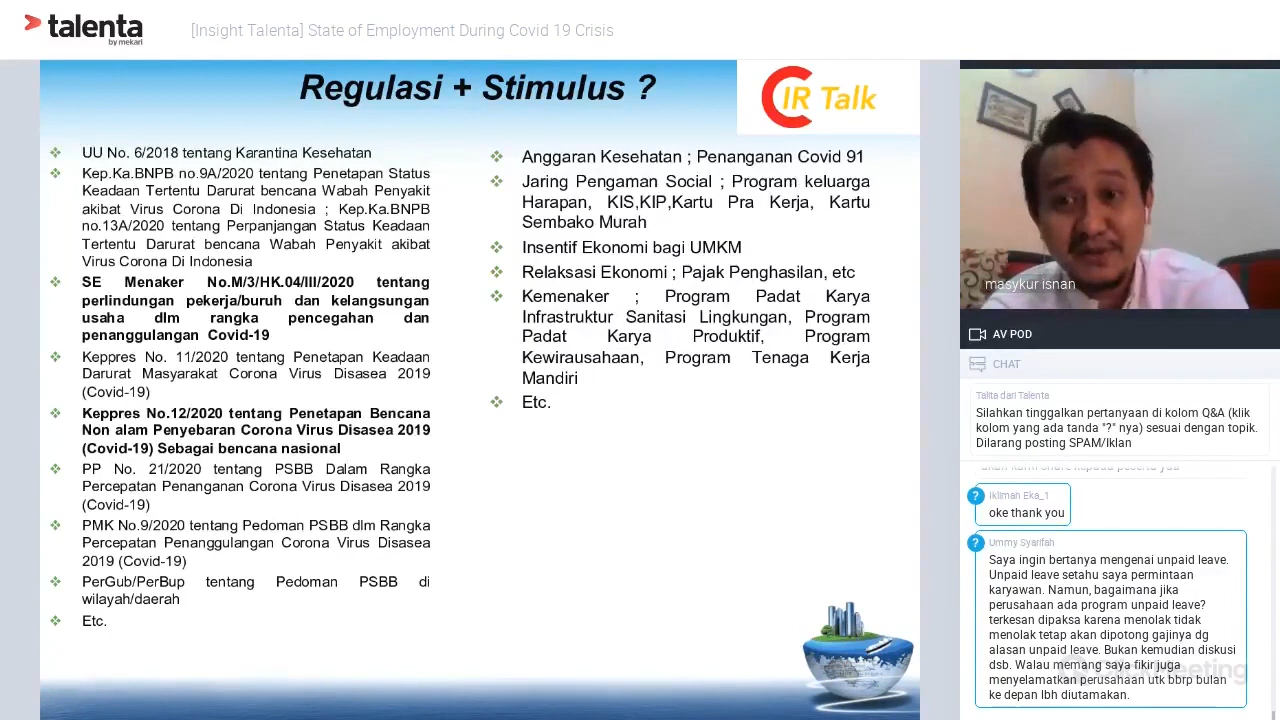 talenta
by mekari
[Insight Talenta] State of Employment During Covid 19 Crisis
Regulasi + Stimulus ?
IR Talk
UU No. 6/2018 tentang Karantina Kesehatan
Kep.Ka.BNPB no.9A/2020 tentang Penetapan Status
Keadaan Tertentu Darurat bencana Wabah Penyakit
akibat Virus Corona Di Indonesia ; Kep.Ka.BNPB
no.13A/2020 tentang Perpanjangan Status Keadaan
Tertentu Darurat bencana Wabah Penyakit akibat
Virus Corona Di Indonesia
SE Menaker No.M/3/HK.04/III/2020 tentang
perlindungan pekerja/buruh dan kelangsungan
usaha dlm rangka pencegahan dan
penanggulangan Covid-19
Keppres No. 11/2020 tentang Penetapan Keadaan
Darurat Masyarakat Corona Virus Disasea 2019
(Covid-19)
Keppres No.12/2020 tentang Penetapan Bencana
Non alam Penyebaran Corona Virus Disasea 2019
(Covid-19) Sebagai bencana nasional
PP No. 21/2020 tentang PSBB Dalam Rangka
Percepatan Penanganan Corona Virus Disasea 2019
(Covid-19)
PMK No.9/2020 tentang Pedoman PSBB dlm Rangka
Percepatan Penanggulangan Corona Virus Disasea
2019 (Covid-19)
PerGub/PerBup tentang Pedoman PSBB di
wilayah/daerah
Etc.
Anggaran Kesehatan ; Penanganan Covid 91
Jaring Pengaman Social ; Program keluarga
Harapan, KIS,KIP,Kartu Pra Kerja, Kartu
Sembako Murah
Insentif Ekonomi bagi UMKM
Relaksasi Ekonomi ; Pajak Penghasilan, etc
Kemenaker ; Program Padat Karya
Infrastruktur Sanitasi Lingkungan, Program
Padat Karya Produktif, Program
Kewirausahaan, Program Tenaga Kerja
Mandiri
Etc.
masykur isnan
AV POD
CHAT
Talita dari Talenta
Silahkan tinggalkan pertanyaan di kolom Q&A (klik
kolom yang ada tanda "?" nya) sesuai dengan topik.
Dilarang posting SPAM/Iklan
akan kami share kepada peserta yaa
? Iklimah Eka_1
oke thank you
? Ummy Syarifah
Saya ingin bertanya mengenai unpaid leave.
Unpaid leave setahu saya permintaan
karyawan. Namun, bagaimana jika
perusahaan ada program unpaid leave?
terkesan dipaksa karena menolak tidak
menolak tetap akan dipotong gajinya dg
alasan unpaid leave. Bukan kemudian diskusi
dsb. Walau memang saya fikir juga
menyelamatkan perusahaan utk bbrp bulan
ke depan lbh diutamakan.